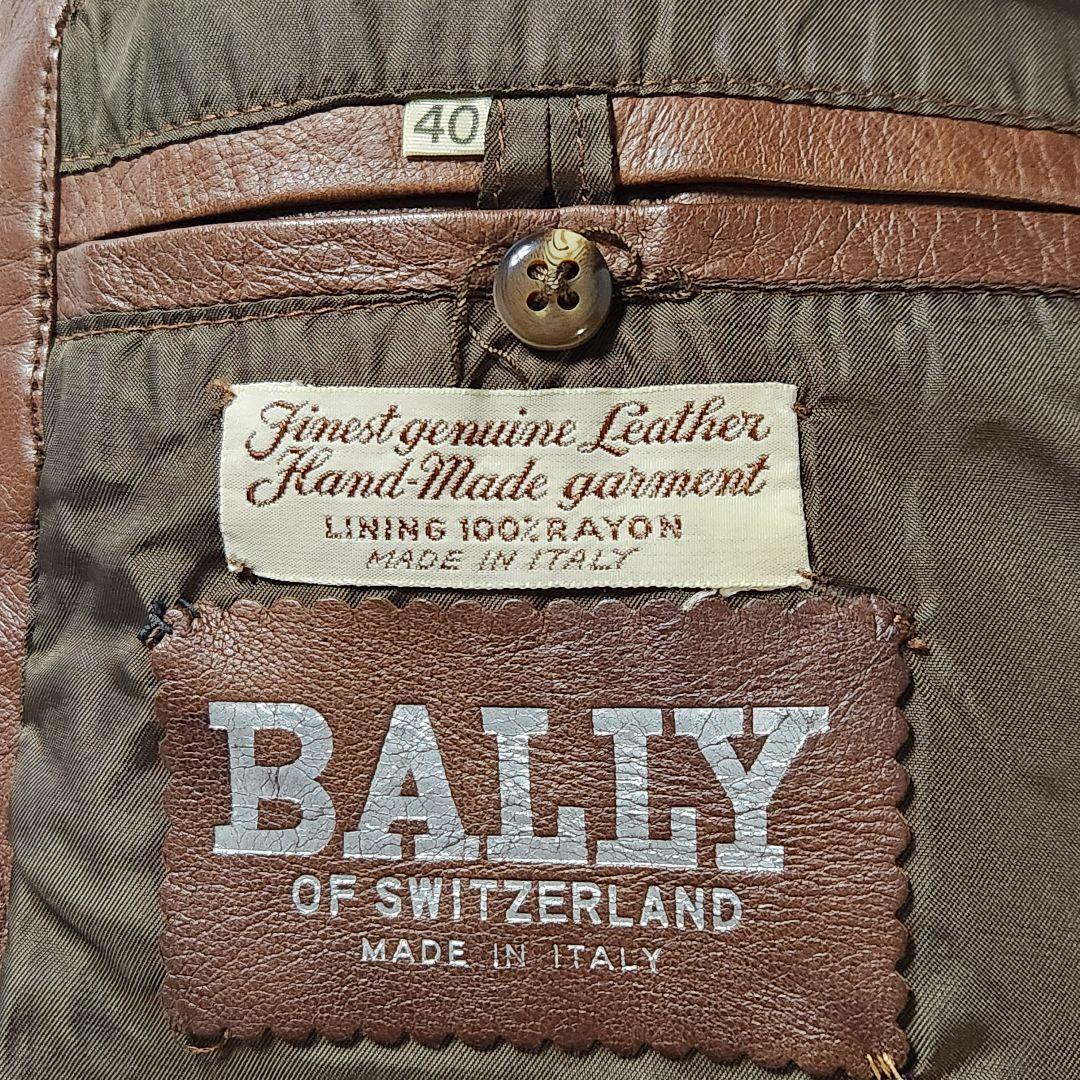 40
Finest genuine Leather
Hand-Made garment
LINING 100% RAYON
MADE IN ITALY
BALLY
OF SWITZERLAND
MADE IN ITALY